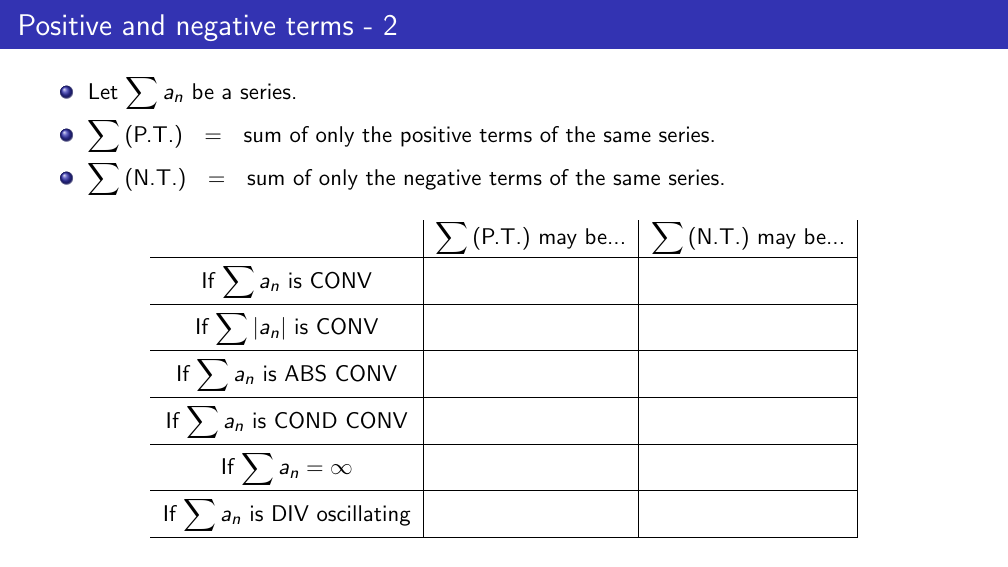 Positive and negative terms - 2
Let ∑ aₙ be a series.
∑ (P.T.) = sum of only the positive terms of the same series.
∑ (N.T.) = sum of only the negative terms of the same series.
∑ (P.T.) may be... ∑ (N.T.) may be...
If ∑ aₙ is CONV
If ∑ |aₙ| is CONV
If ∑ aₙ is ABS CONV
If ∑ aₙ is COND CONV
If ∑ aₙ = ∞
If ∑ aₙ is DIV oscillating